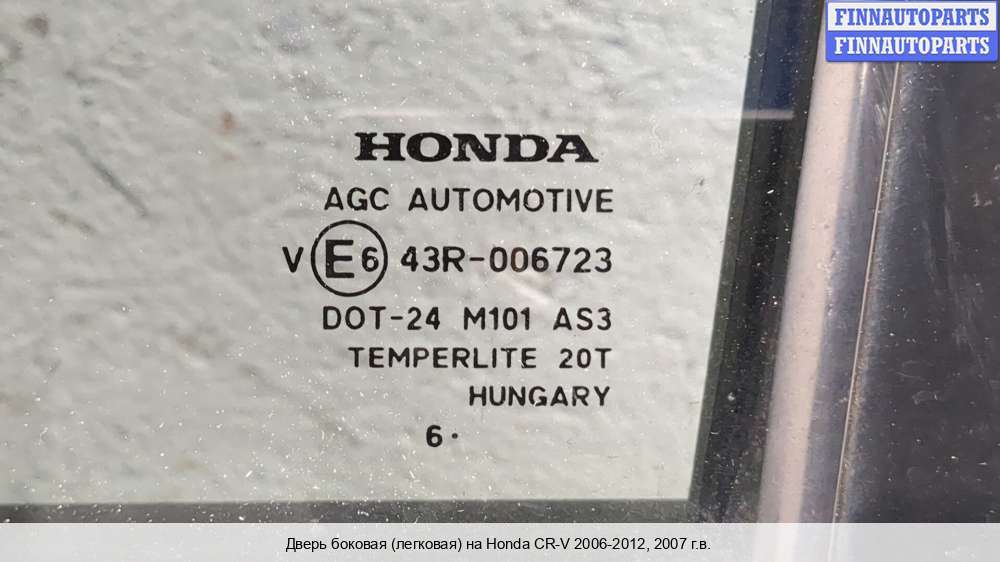 FINNAUTOPARTS
FINNAUTOPARTS
HONDA
AGC AUTOMOTIVE
V E6 43R-006723
DOT-24 M101 AS3
TEMPERLITE 20T
HUNGARY
6·
Дверь боковая (легковая) на Honda CR-V 2006-2012, 2007 г.в.